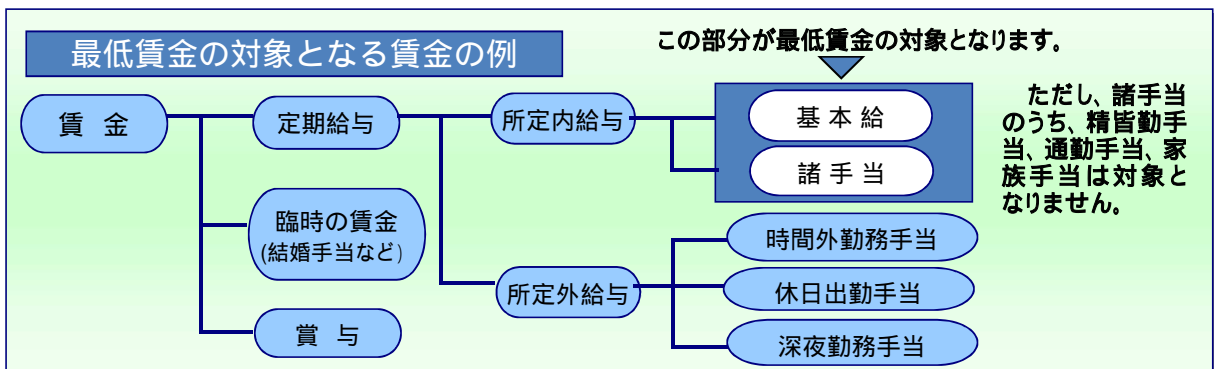 最低賃金の対象となる賃金の例
この部分が最低賃金の対象となります。
賃 金
定期給与
所定内給与
基 本 給
諸 手 当
ただし、諸手当
のうち、精皆勤手
当、通勤手当、家
族手当は対象と
なりません。
臨時の賃金
(結婚手当など)
賞 与
所定外給与
時間外勤務手当
休日出勤手当
深夜勤務手当